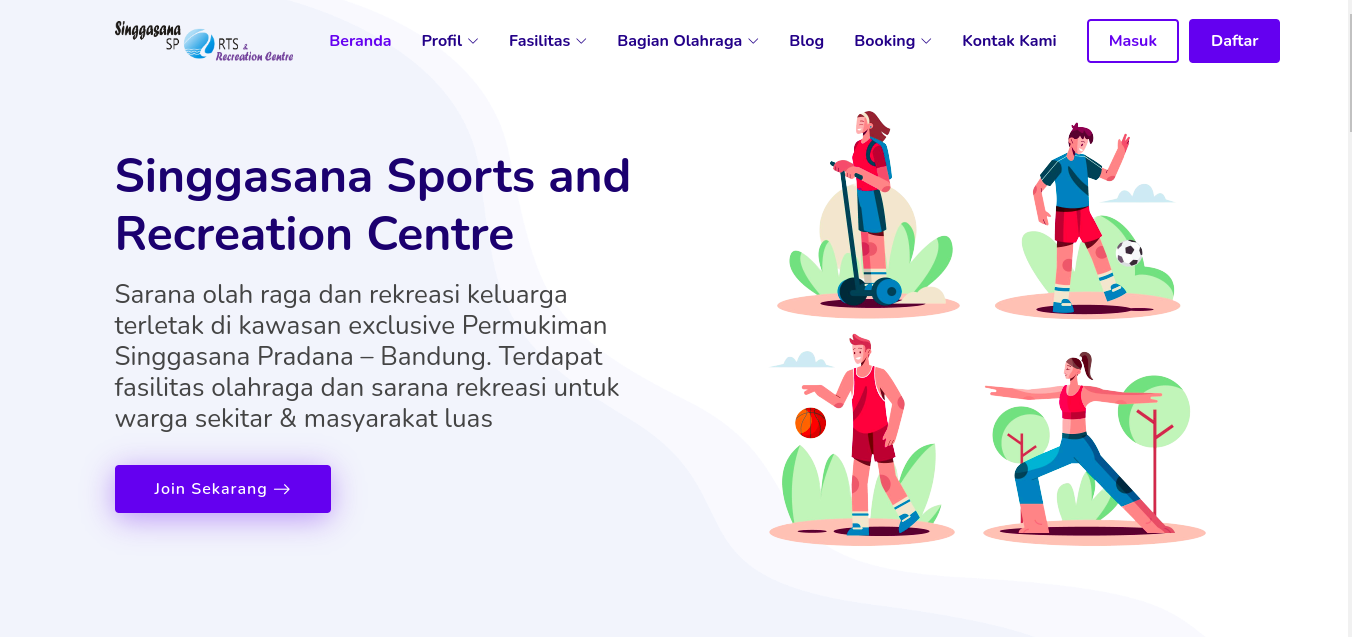 Singgasana
SP RTS &
Recreation Centre
Beranda Profil Fasilitas Bagian Olahraga Blog Booking Kontak Kami Masuk Daftar
Singgasana Sports and
Recreation Centre
Sarana olah raga dan rekreasi keluarga
terletak di kawasan exclusive Permukiman
Singgasana Pradana – Bandung. Terdapat
fasilitas olahraga dan sarana rekreasi untuk
warga sekitar & masyarakat luas
Join Sekarang →